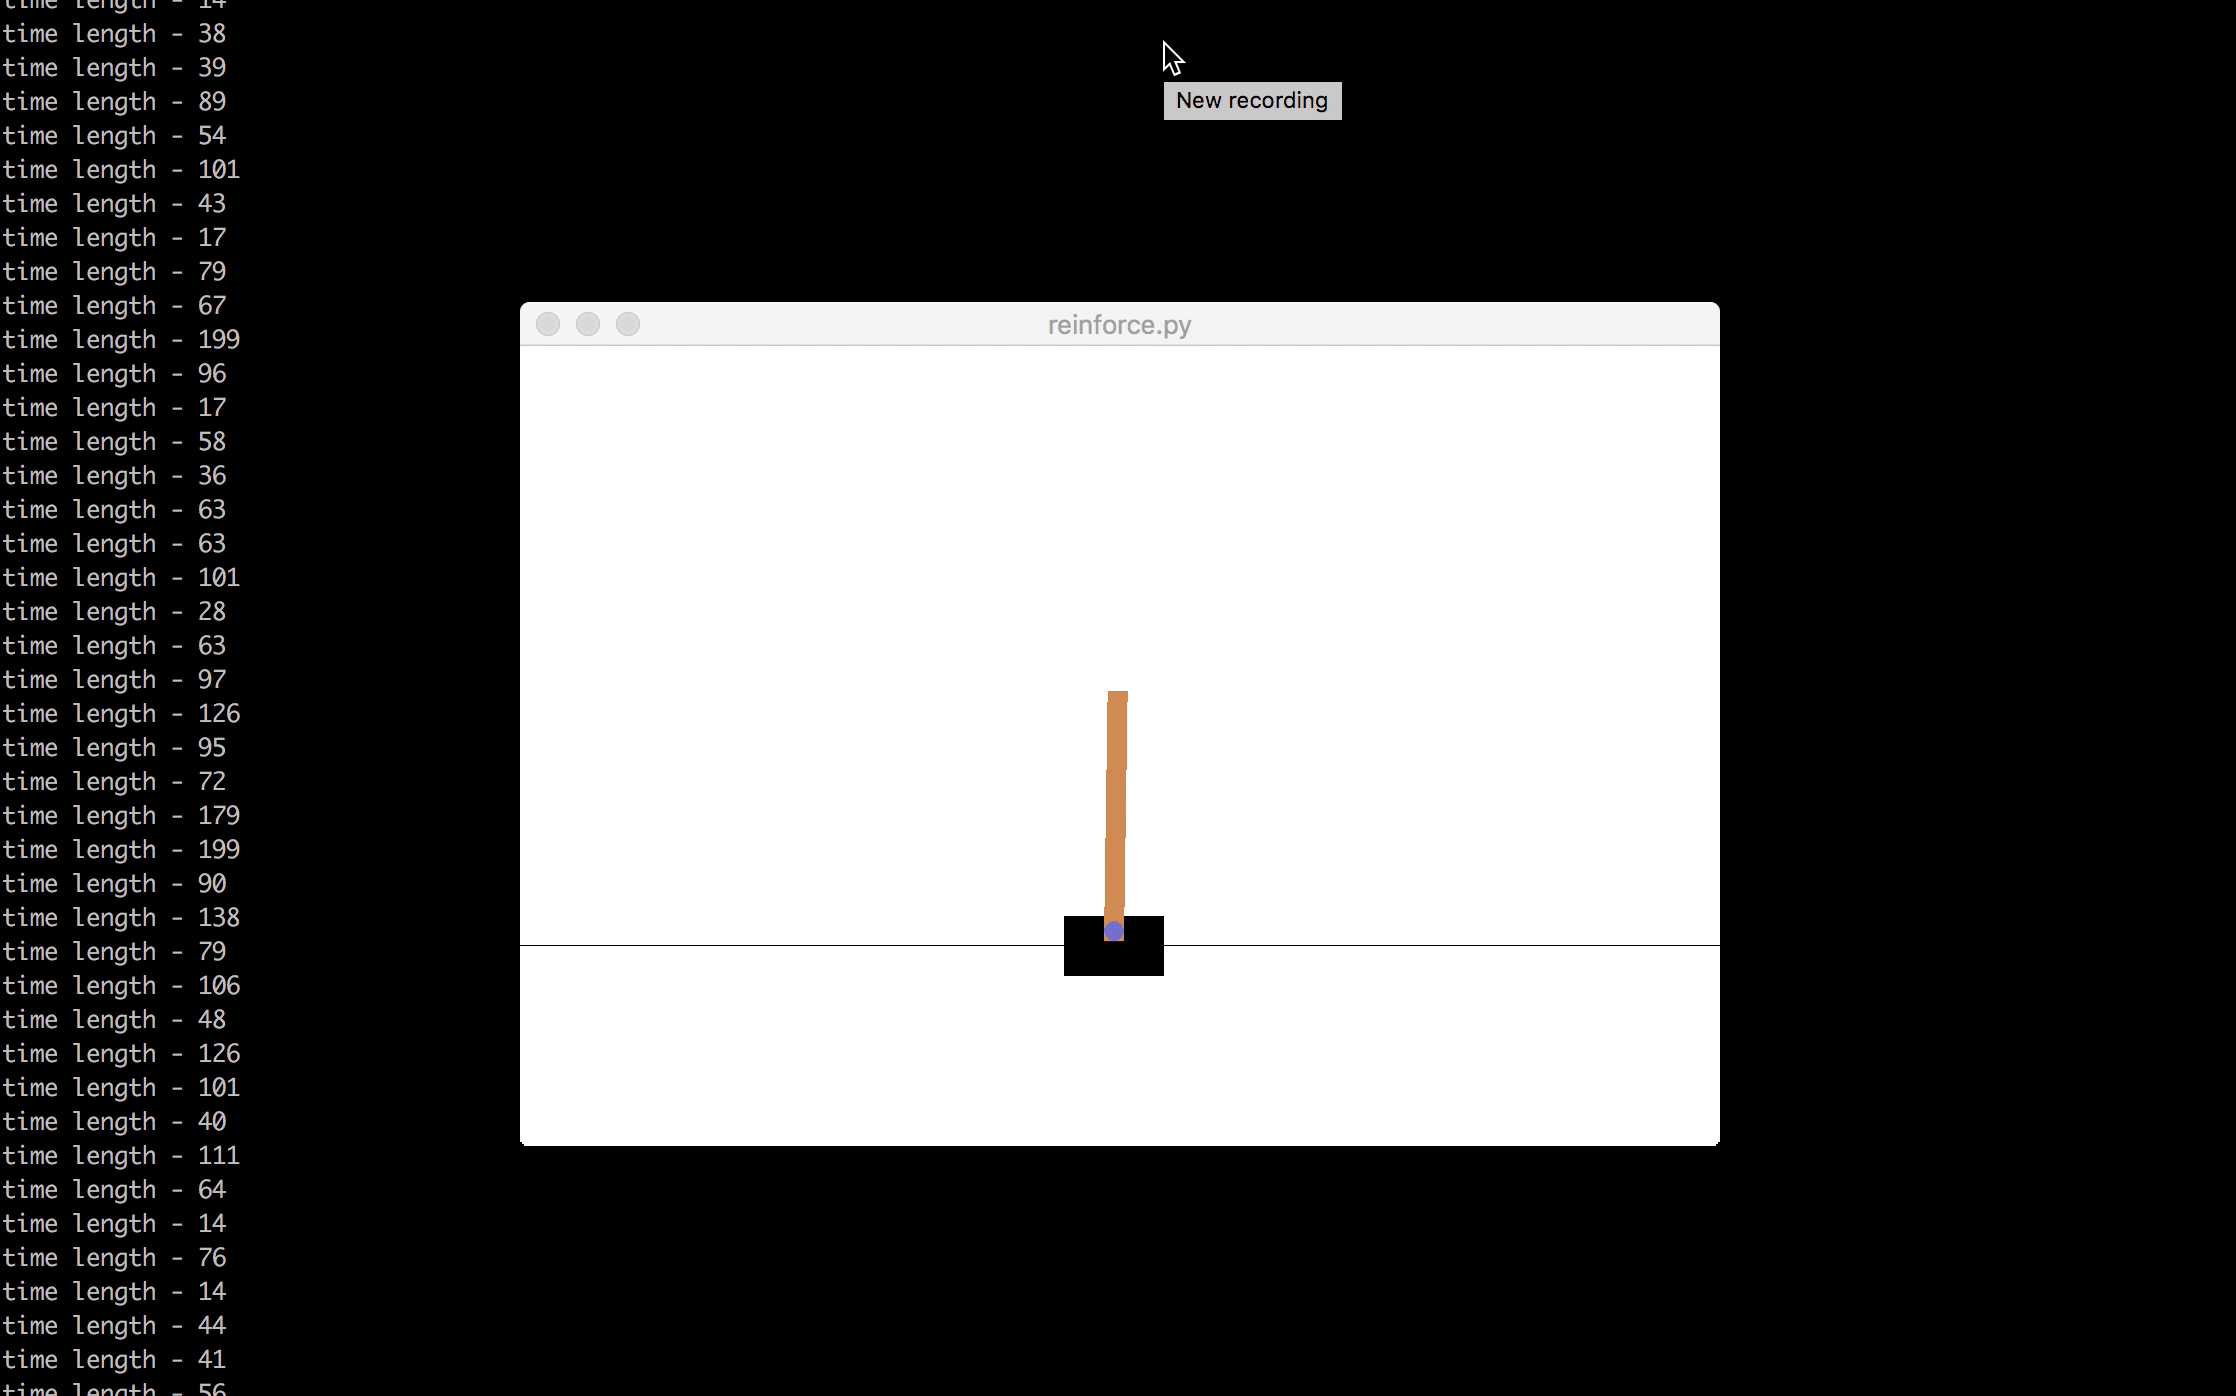 time length - 14
time length - 38
time length - 39
time length - 89
time length - 54
time length - 101
time length - 43
time length - 17
time length - 79
time length - 67
time length - 199
time length - 96
time length - 17
time length - 58
time length - 36
time length - 63
time length - 63
time length - 101
time length - 28
time length - 63
time length - 97
time length - 126
time length - 95
time length - 72
time length - 179
time length - 199
time length - 90
time length - 138
time length - 79
time length - 106
time length - 48
time length - 126
time length - 101
time length - 40
time length - 111
time length - 64
time length - 14
time length - 76
time length - 14
time length - 44
time length - 41
time length - 56
New recording
reinforce.py